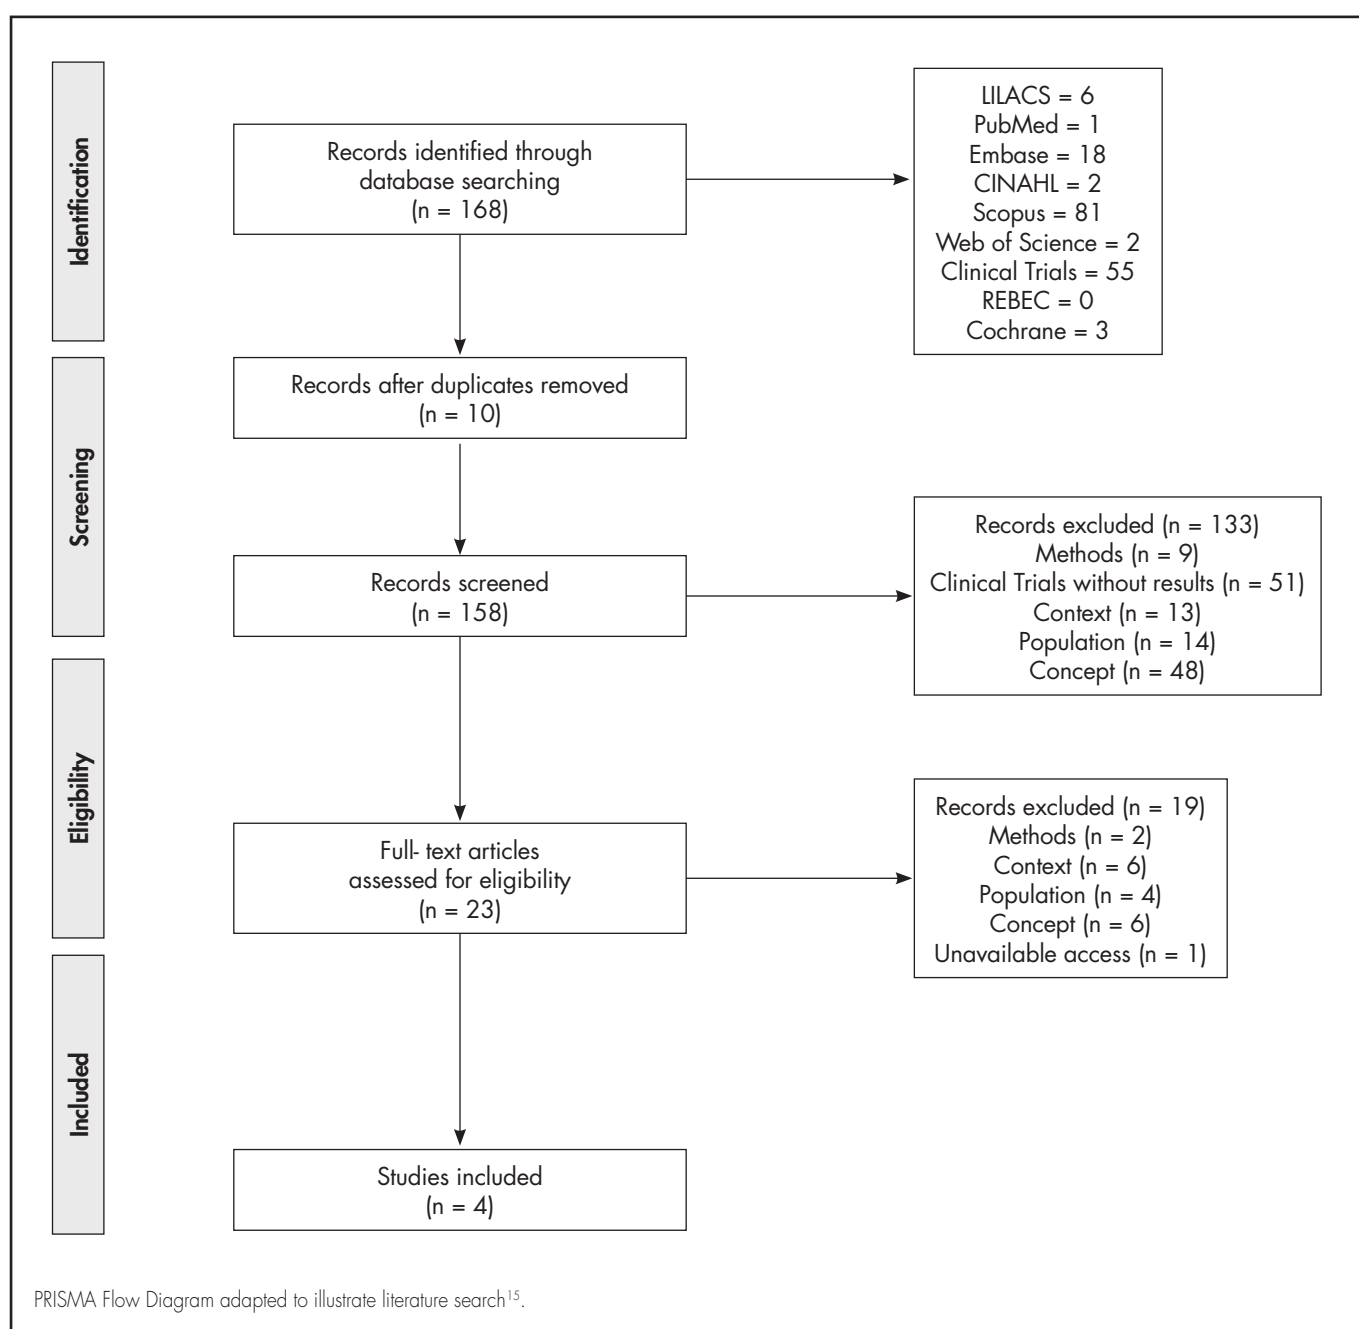 Identification
Records identified through
database searching
(n = 168)
LILACS = 6
PubMed = 1
Embase = 18
CINAHL = 2
Scopus = 81
Web of Science = 2
Clinical Trials = 55
REBEC = 0
Cochrane = 3
Screening
Records after duplicates removed
(n = 10)
Records screened
(n = 158)
Records excluded (n = 133)
Methods (n = 9)
Clinical Trials without results (n = 51)
Context (n = 13)
Population (n = 14)
Concept (n = 48)
Eligibility
Full- text articles
assessed for eligibility
(n = 23)
Records excluded (n = 19)
Methods (n = 2)
Context (n = 6)
Population (n = 4)
Concept (n = 6)
Unavailable access (n = 1)
Included
Studies included
(n = 4)
PRISMA Flow Diagram adapted to illustrate literature search¹⁵.